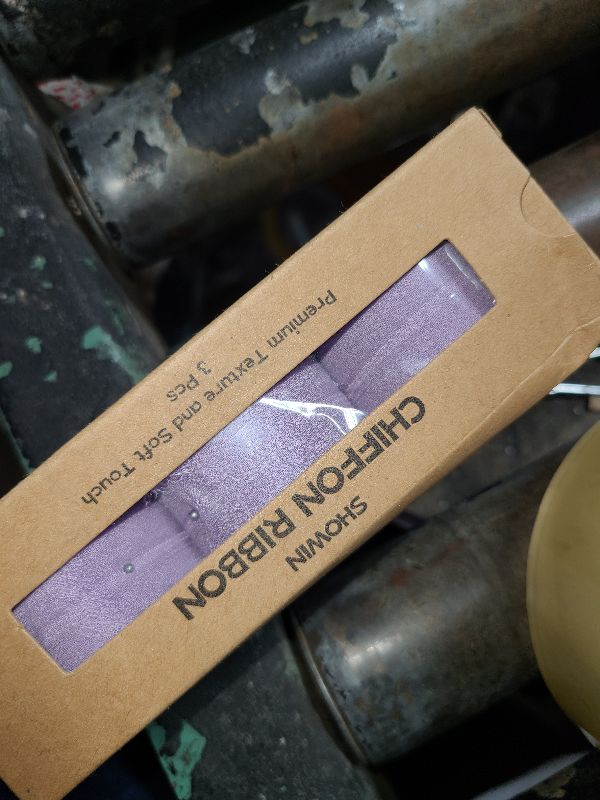 SHOWIN
CHIFFON RIBBON
3 Pcs
Premium Texture and Soft Touch